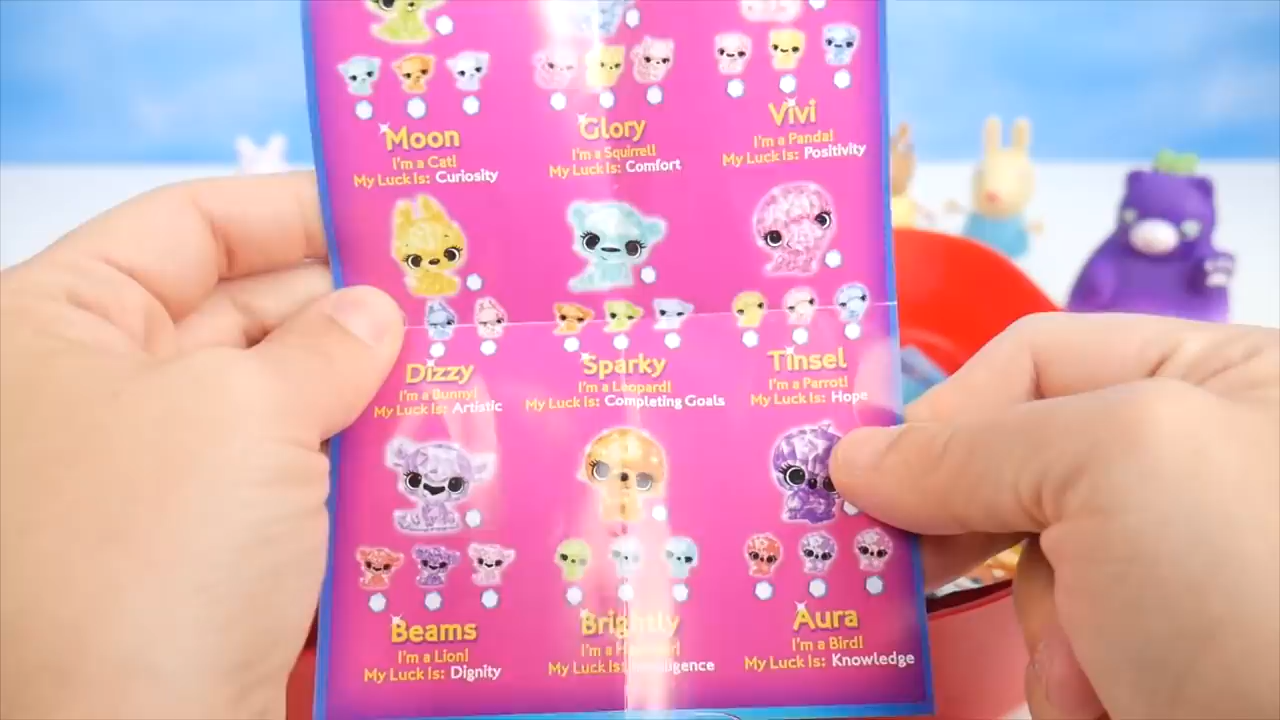 Moon
I'm a Cat!
My Luck Is: Curiosity
Glory
I'm a Squirrel!
My Luck Is: Comfort
Vivi
I'm a Panda!
My Luck Is: Positivity
Dizzy
I'm a Bunny!
My Luck Is: Artistic
Sparky
I'm a Leopard!
My Luck Is: Completing Goals
Tinsel
I'm a Parrot!
My Luck Is: Hope
Beams
I'm a Lion!
My Luck Is: Dignity
Brightly
I'm a
My Luck Is:
Aura
I'm a Bird!
My Luck Is: Knowledge